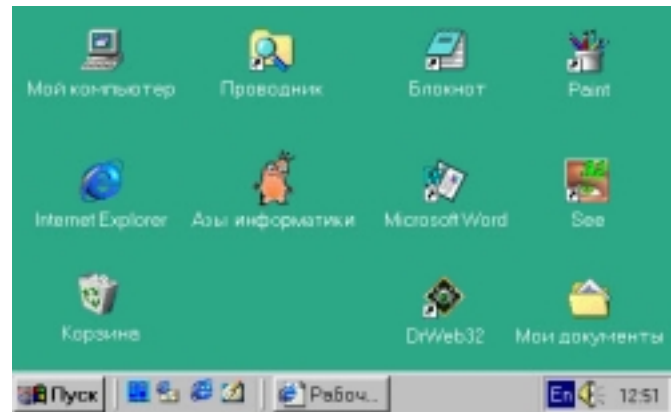 Мой компьютер Проводник Блокнот Paint
Internet Explorer Азы информатики Microsoft Word See
Корзина DrWeb32 Мои документы
Пуск Рабоч... En 12:51